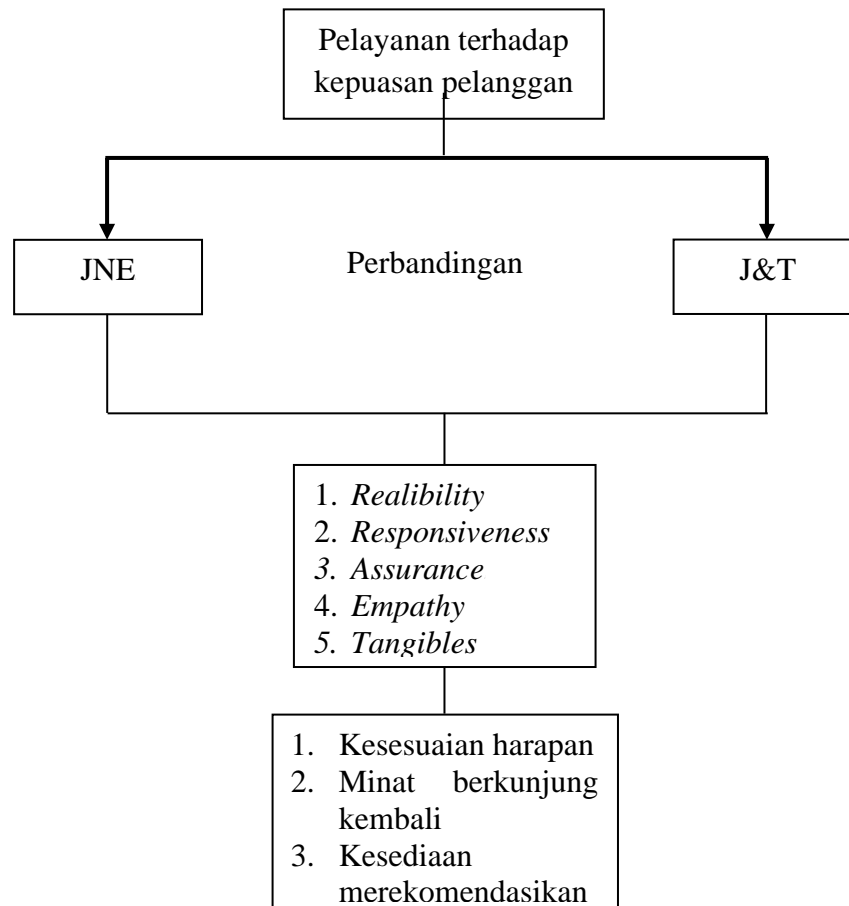 Pelayanan terhadap
kepuasan pelanggan
JNE
Perbandingan
J&T
1. Realibility
2. Responsiveness
3. Assurance
4. Empathy
5. Tangibles
1. Kesesuaian harapan
2. Minat berkunjung
kembali
3. Kesediaan
merekomendasikan